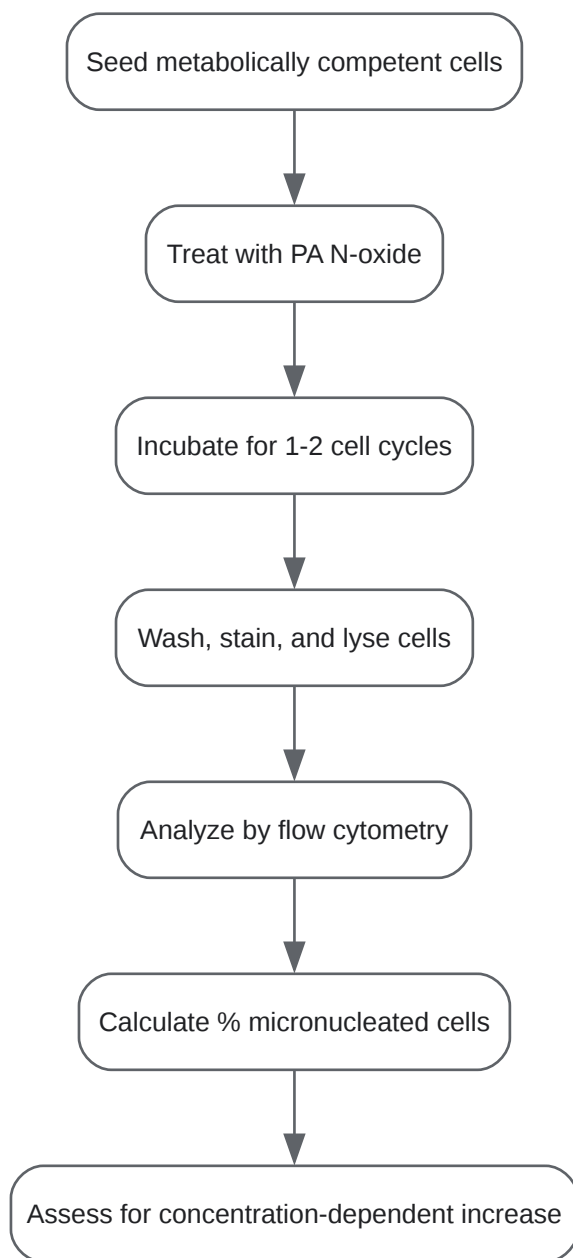 Seed metabolically competent cells
Treat with PA N-oxide
Incubate for 1-2 cell cycles
Wash, stain, and lyse cells
Analyze by flow cytometry
Calculate % micronucleated cells
Assess for concentration-dependent increase